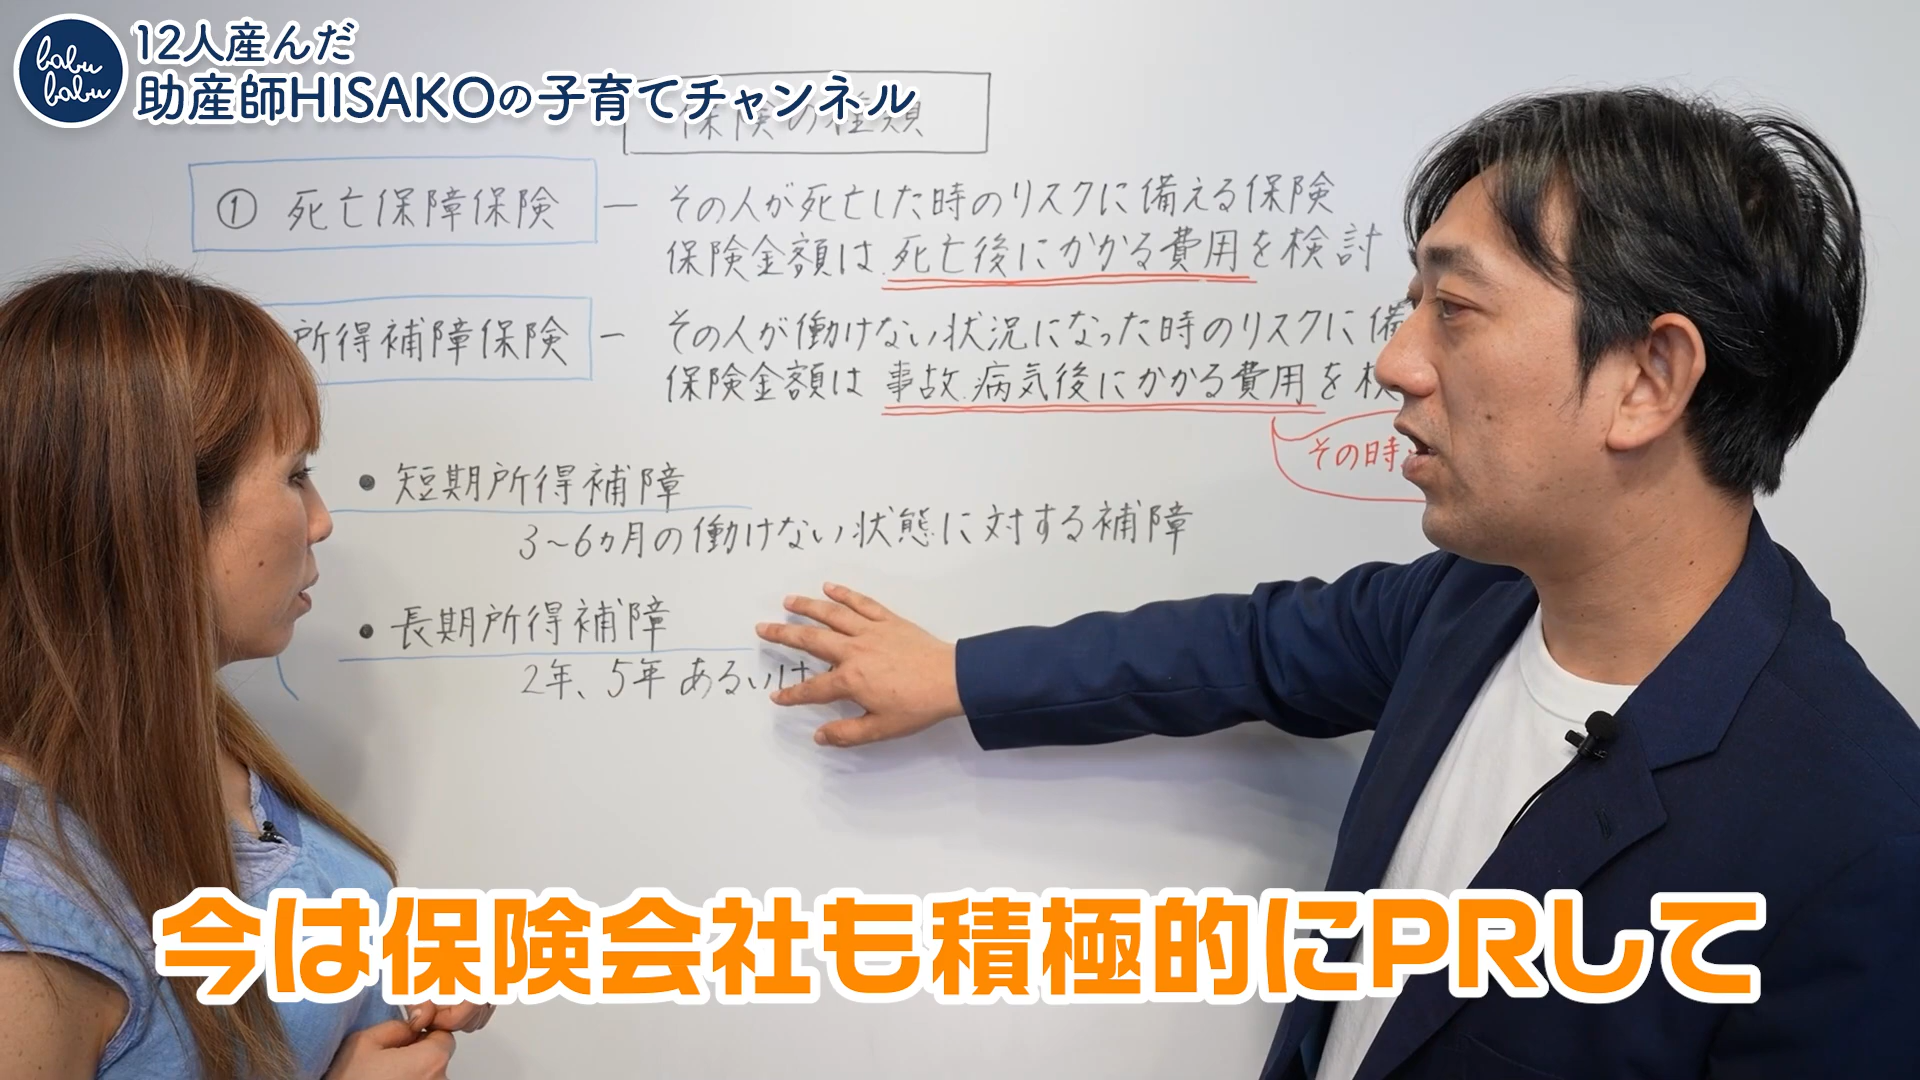 babu
babu
12人産んだ
助産師HISAKOの子育てチャンネル
保険の種類
① 死亡保障保険 ー その人が死亡した時のリスクに備える保険
保険金額は 死亡後にかかる費用を検討
所得補障保険 ー その人が働けない状況になった時のリスクに備
保険金額は 事故.病気後にかかる費用を検
その時
• 短期所得補障
3〜6ヵ月の働けない状態に対する補障
• 長期所得補障
2年、5年 あるいは
今は保険会社も積極的にPRして